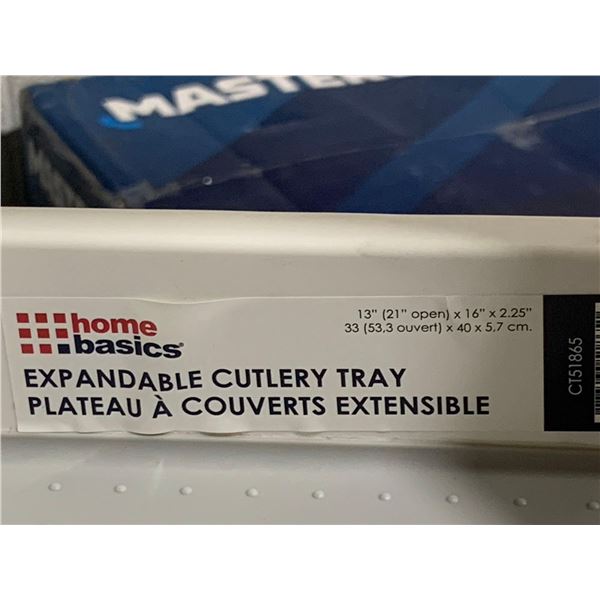 MASTER
home
basics®
13" (21" open) x 16" x 2.25"
33 (53,3 ouvert) x 40 x 5,7 cm.
EXPANDABLE CUTLERY TRAY
PLATEAU À COUVERTS EXTENSIBLE
CT51865